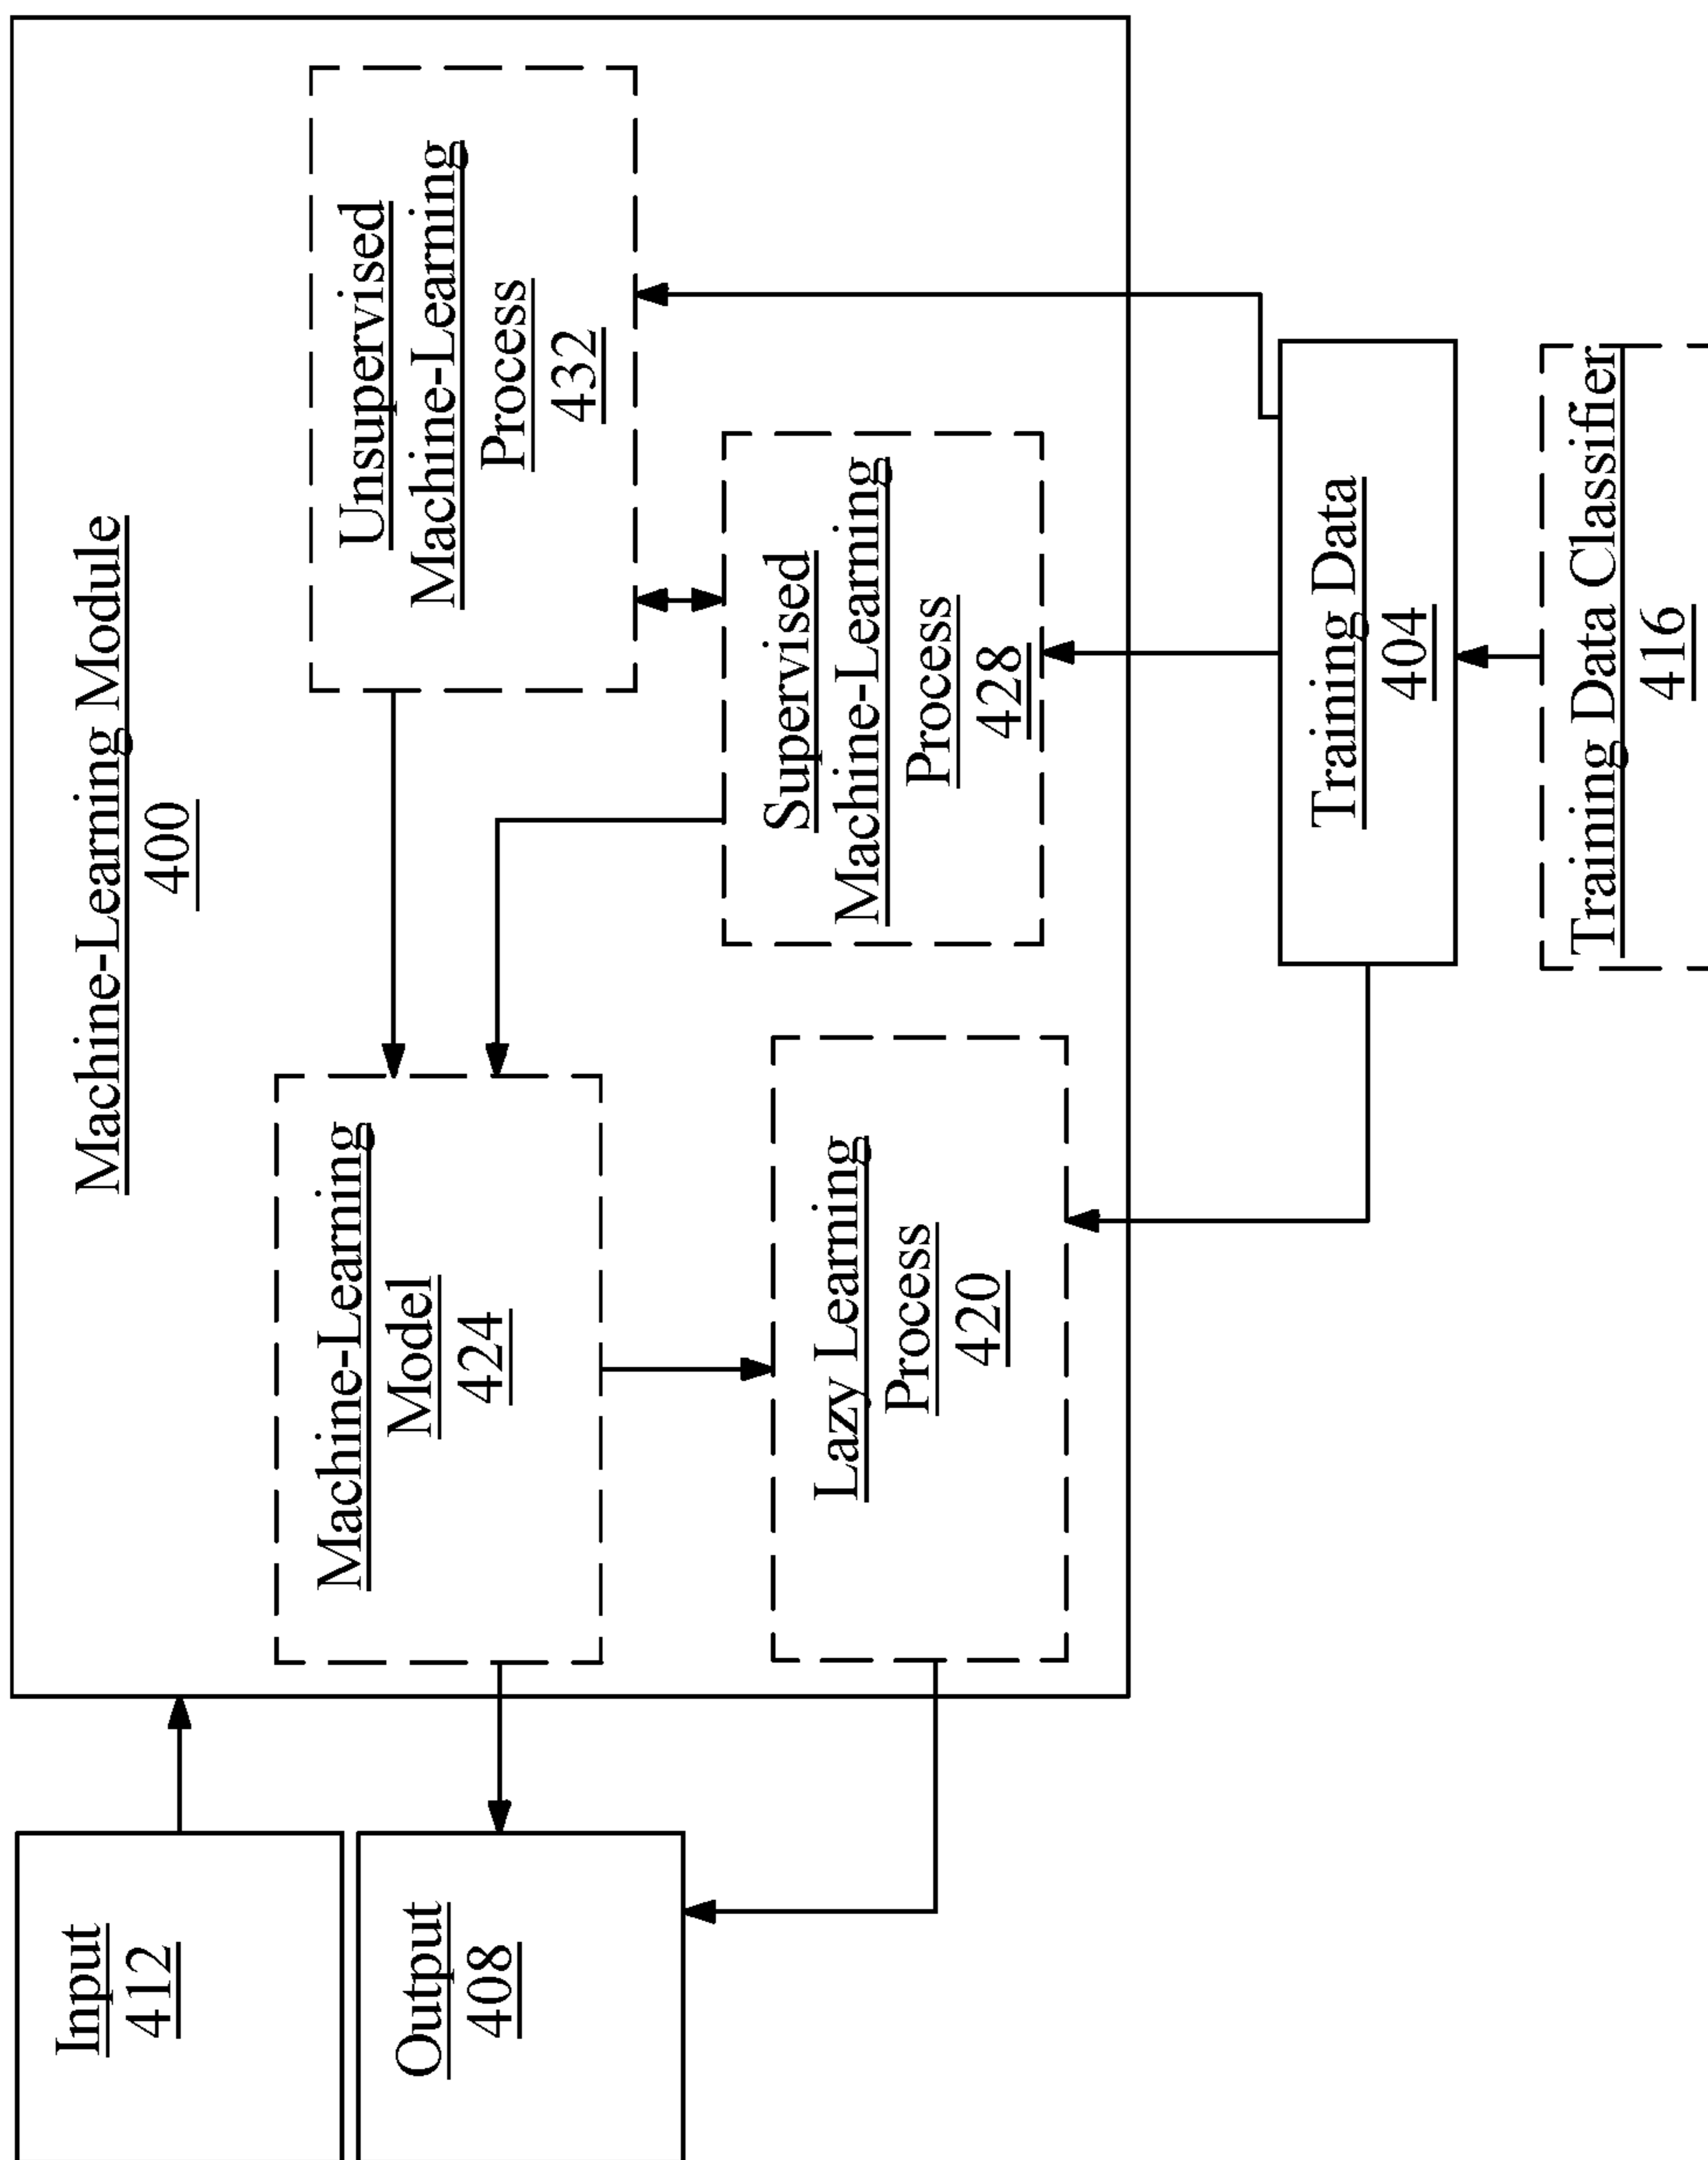 Machine-Learning Module
400
Input
412
Output
408
Machine-Learning
Model
424
Unsupervised
Machine-Learning
Process
432
Lazy Learning
Process
420
Supervised
Machine-Learning
Process
428
Training Data
404
Training Data Classifier
416